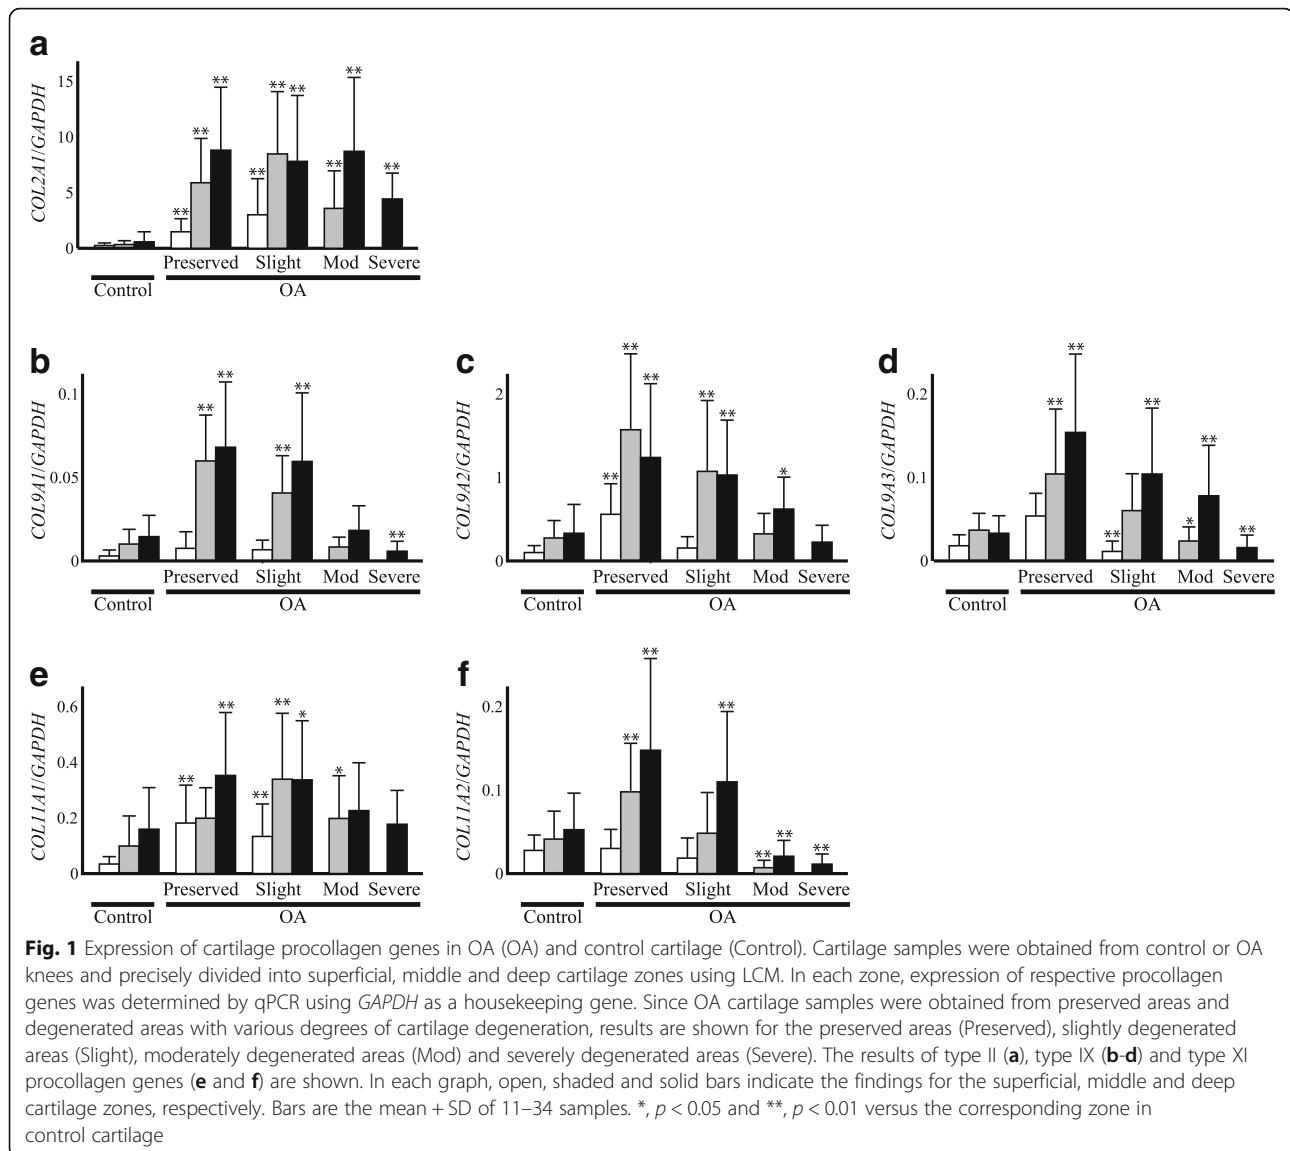 a
COL2A1/GAPDH
15
10
5
0
** ** ** ** ** ** ** ** **
Preserved Slight Mod Severe
Control OA
b
COL9A1/GAPDH
0.1
0.05
0
** ** ** ** **
Preserved Slight Mod Severe
Control OA
c
COL9A2/GAPDH
2
1
0
** ** ** ** ** *
Preserved Slight Mod Severe
Control OA
d
COL9A3/GAPDH
0.2
0.1
0
** ** ** ** * ** **
Preserved Slight Mod Severe
Control OA
e
COL11A1/GAPDH
0.6
0.4
0.2
0
** ** ** ** * *
Preserved Slight Mod Severe
Control OA
f
COL11A2/GAPDH
0.2
0.1
0
** ** ** ** ** **
Preserved Slight Mod Severe
Control OA
Fig. 1 Expression of cartilage procollagen genes in OA (OA) and control cartilage (Control). Cartilage samples were obtained from control or OA
knees and precisely divided into superficial, middle and deep cartilage zones using LCM. In each zone, expression of respective procollagen
genes was determined by qPCR using GAPDH as a housekeeping gene. Since OA cartilage samples were obtained from preserved areas and
degenerated areas with various degrees of cartilage degeneration, results are shown for the preserved areas (Preserved), slightly degenerated
areas (Slight), moderately degenerated areas (Mod) and severely degenerated areas (Severe). The results of type II (a), type IX (b-d) and type XI
procollagen genes (e and f) are shown. In each graph, open, shaded and solid bars indicate the findings for the superficial, middle and deep
cartilage zones, respectively. Bars are the mean + SD of 11–34 samples. *, p < 0.05 and **, p < 0.01 versus the corresponding zone in
control cartilage